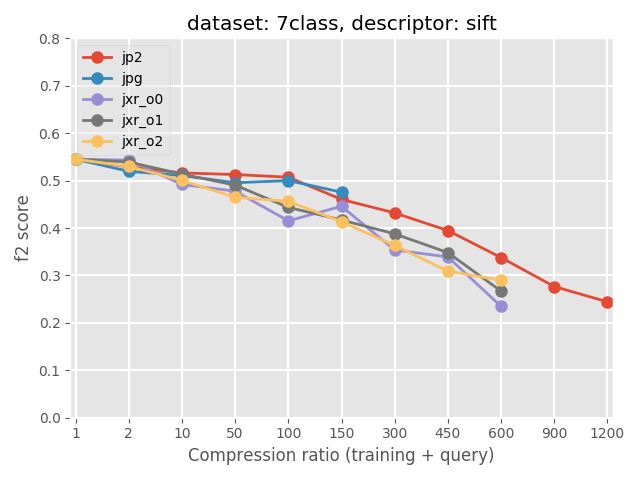 dataset: 7class, descriptor: sift
0.8
0.7
0.6
0.5
0.4
0.3
0.2
0.1
0.0
f2 score
jp2
jpg
jxr_o0
jxr_o1
jxr_o2
1 2 10 50 100 150 300 450 600 900 1200
Compression ratio (training + query)